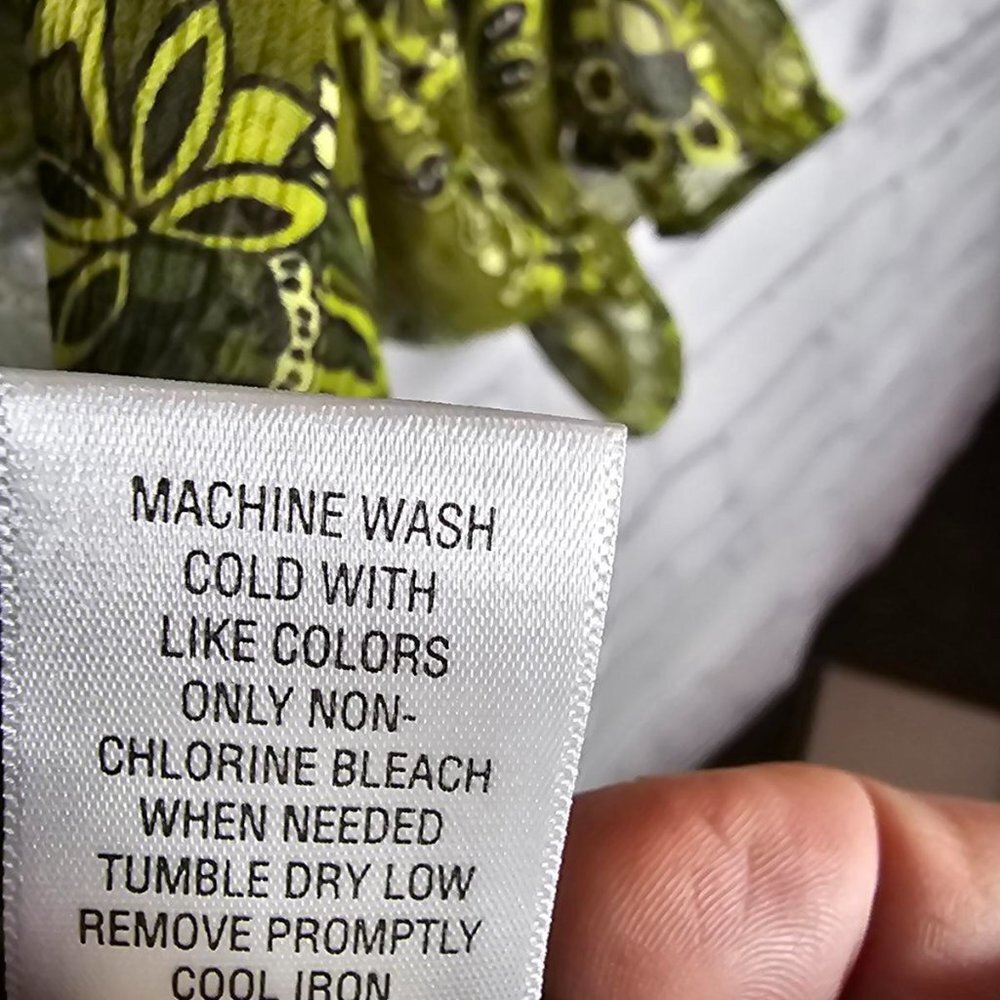 MACHINE WASH
COLD WITH
LIKE COLORS
ONLY NON-
CHLORINE BLEACH
WHEN NEEDED
TUMBLE DRY LOW
REMOVE PROMPTLY
COOL IRON